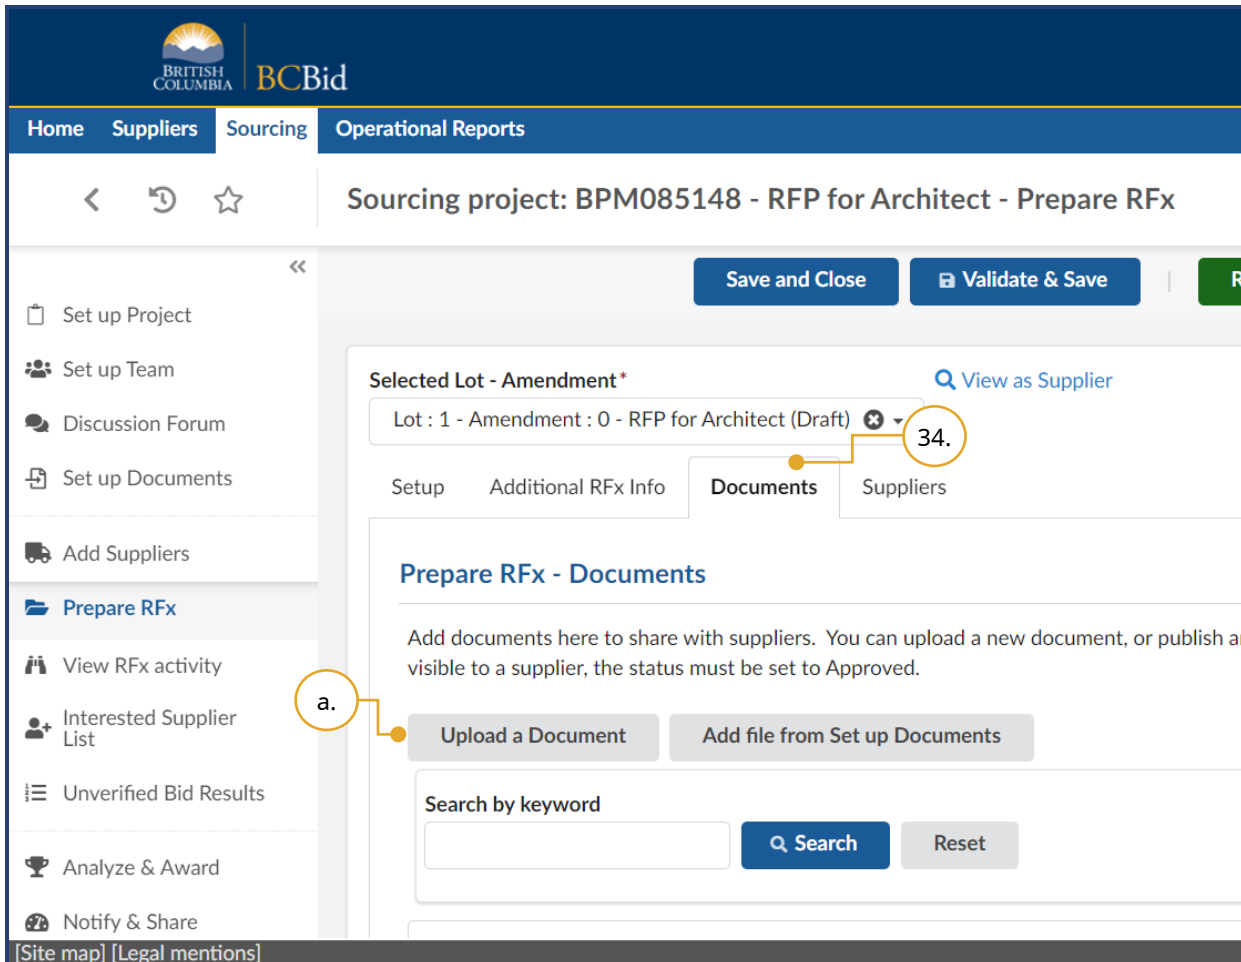 BRITISH
COLUMBIA
BCBid
Home Suppliers Sourcing Operational Reports
Sourcing project: BPM085148 - RFP for Architect - Prepare RFx
Save and Close Validate & Save | R
Set up Project
Set up Team
Discussion Forum
Set up Documents
Add Suppliers
Prepare RFx
View RFx activity
Interested Supplier
List
Unverified Bid Results
Analyze & Award
Notify & Share
Selected Lot - Amendment*
View as Supplier
Lot : 1 - Amendment : 0 - RFP for Architect (Draft)
34.
Setup Additional RFx Info Documents Suppliers
Prepare RFx - Documents
Add documents here to share with suppliers. You can upload a new document, or publish
visible to a supplier, the status must be set to Approved.
a.
Upload a Document Add file from Set up Documents
Search by keyword
Search Reset
[Site map] [Legal mentions]